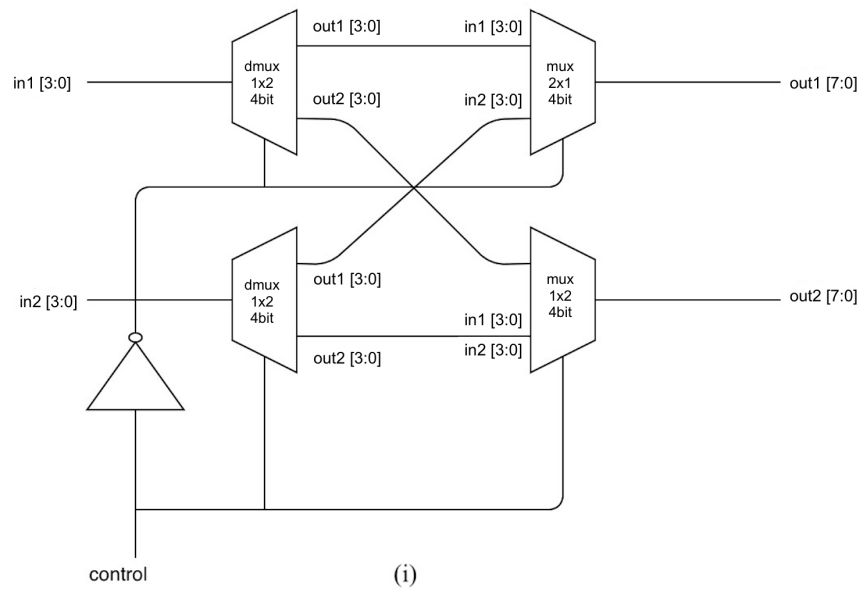 out1 [3:0]
in1 [3:0]
dmux
1x2
4bit
mux
2x1
4bit
in1 [3:0]
out1 [7:0]
out2 [3:0]
in2 [3:0]
dmux
1x2
4bit
out1 [3:0]
mux
1x2
4bit
in2 [3:0]
out2 [7:0]
in1 [3:0]
out2 [3:0]
in2 [3:0]
control
(i)